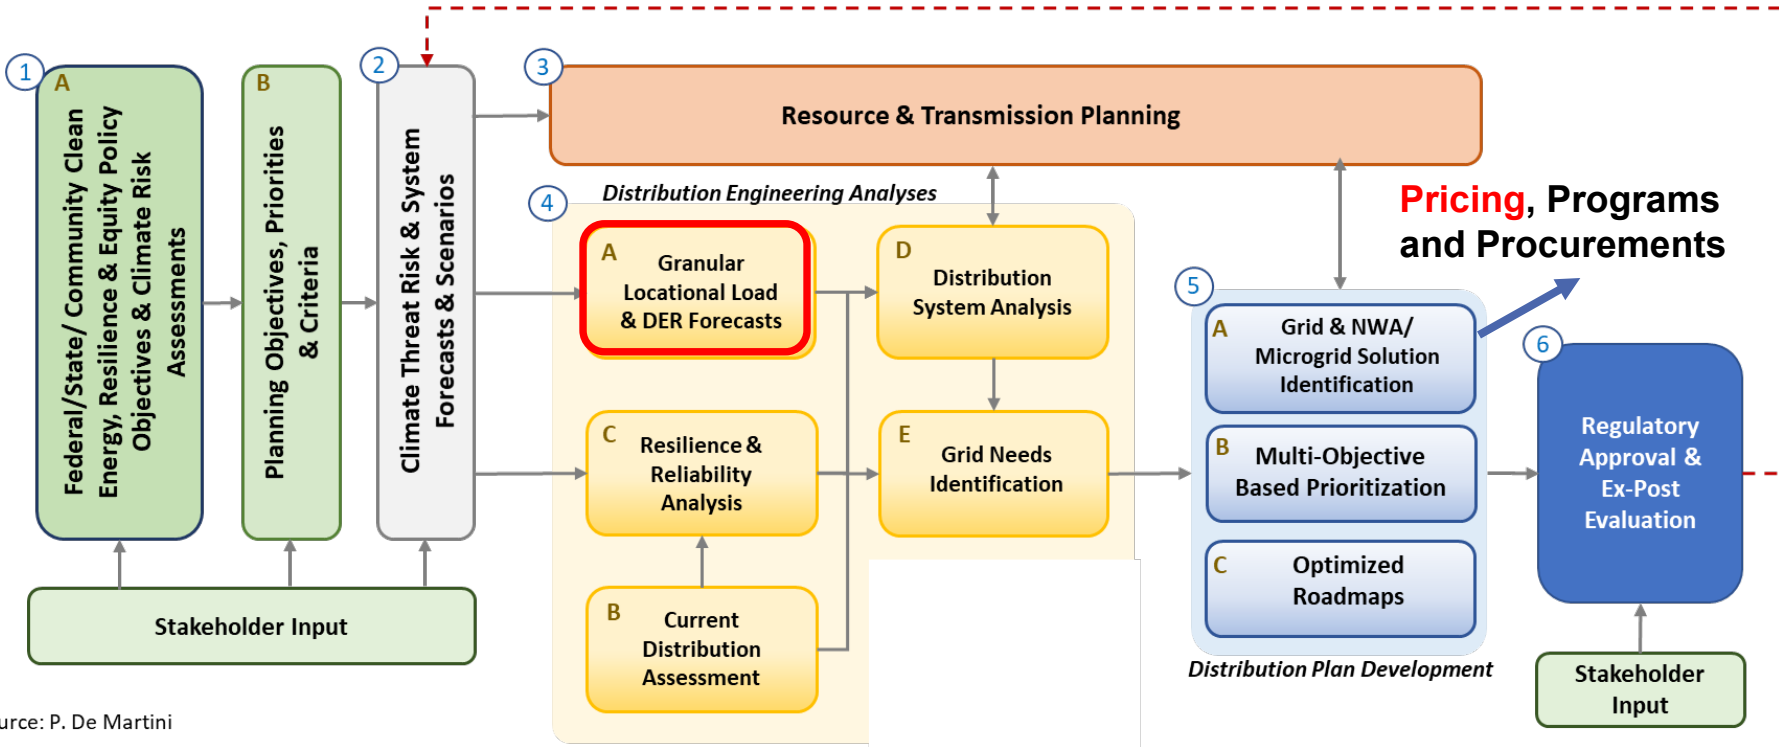 1
A
Federal/State/ Community Clean
Energy, Resilience & Equity Policy
Objectives & Climate Risk
Assessments
B
Planning Objectives, Priorities
& Criteria
2
Climate Threat Risk & System
Forecasts & Scenarios
Stakeholder Input
3
Resource & Transmission Planning
4
Distribution Engineering Analyses
A
Granular
Locational Load
& DER Forecasts
D
Distribution
System Analysis
C
Resilience &
Reliability
Analysis
E
Grid Needs
Identification
B
Current
Distribution
Assessment
Pricing, Programs
and Procurements
5
A
Grid & NWA/
Microgrid Solution
Identification
B
Multi-Objective
Based Prioritization
C
Optimized
Roadmaps
Distribution Plan Development
6
Regulatory
Approval &
Ex-Post
Evaluation
Stakeholder
Input
urce: P. De Martini